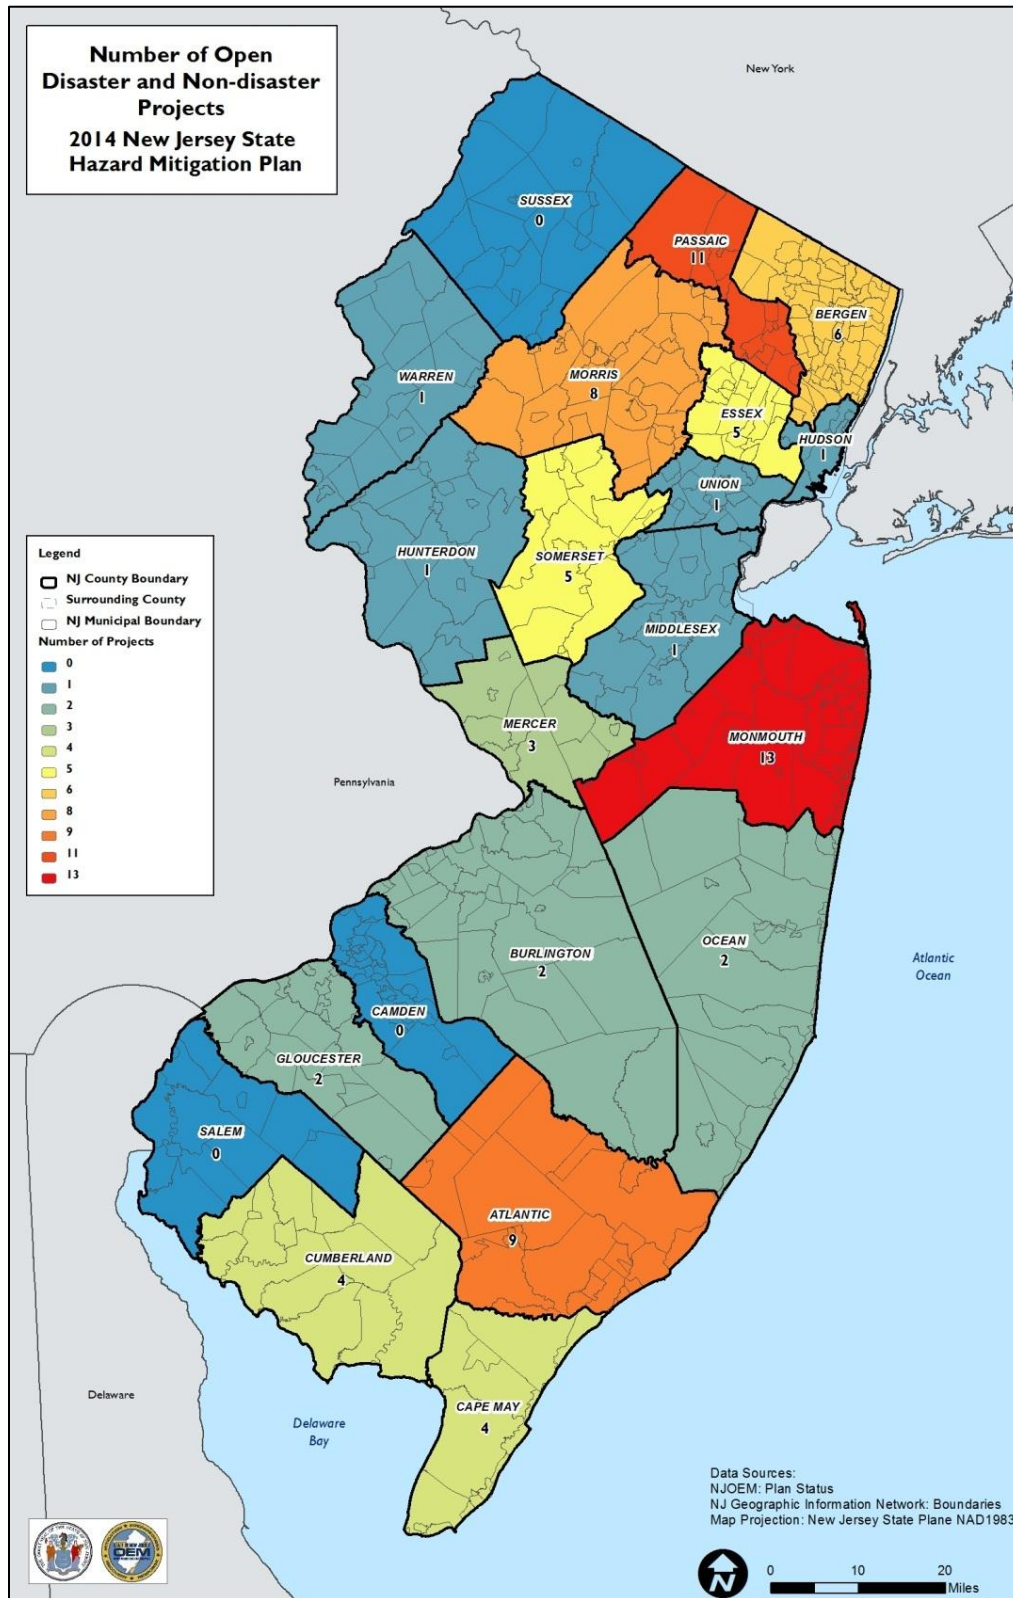 Number of Open
Disaster and Non-disaster
Projects
2014 New Jersey State
Hazard Mitigation Plan
New York
SUSSEX
0
PASSAIC
11
BERGEN
6
WARREN
1
MORRIS
8
ESSEX
5
HUDSON
1
UNION
1
HUNTERDON
1
SOMERSET
5
MIDDLESEX
1
MERCER
3
MONMOUTH
13
Pennsylvania
Legend
NJ County Boundary
Surrounding County
NJ Municipal Boundary
Number of Projects
0
1
2
3
4
5
6
8
9
11
13
BURLINGTON
2
OCEAN
2
Atlantic
Ocean
CAMDEN
0
GLOUCESTER
2
SALEM
0
ATLANTIC
9
CUMBERLAND
4
CAPE MAY
4
Delaware
Delaware
Bay
Data Sources:
NJOEM: Plan Status
NJ Geographic Information Network: Boundaries
Map Projection: New Jersey State Plane NAD1983
OEM
N
0 10 20
Miles